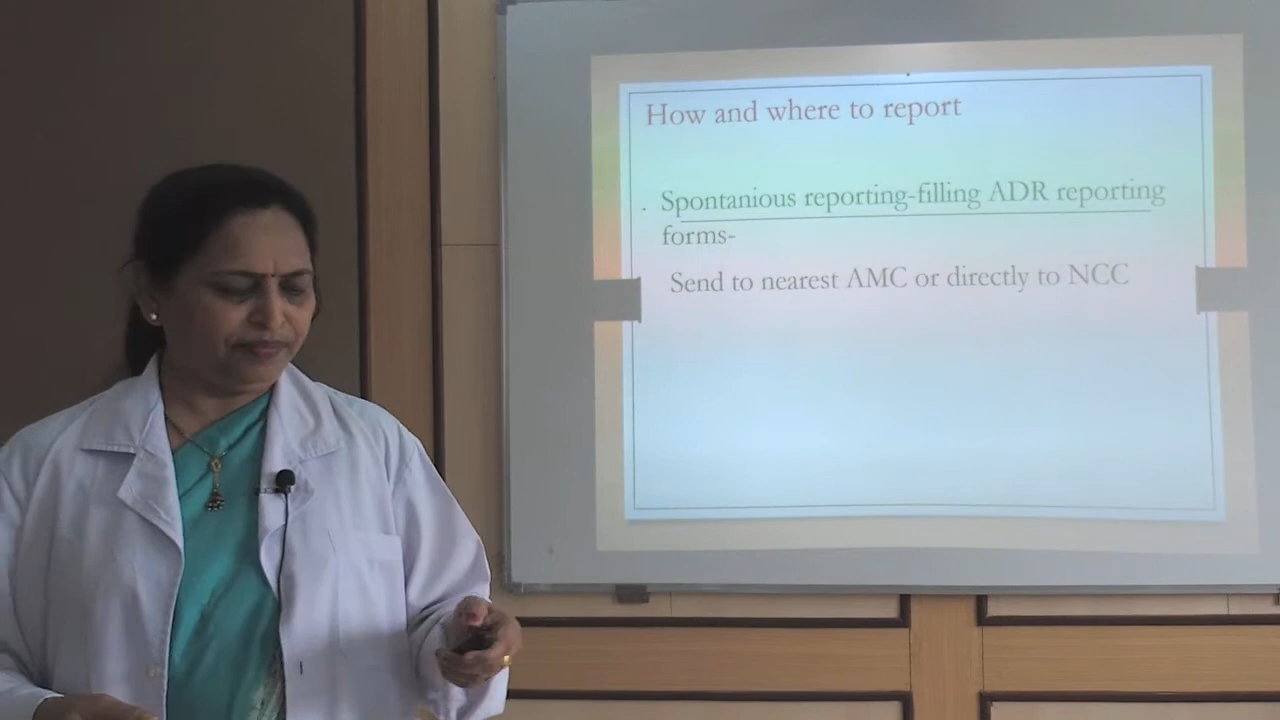 How and where to report
. Spontanious reporting-filling ADR reporting
forms-
Send to nearest AMC or directly to NCC